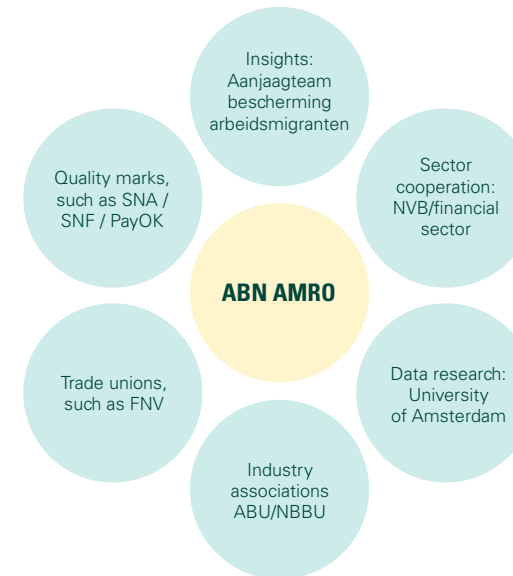 Insights:
Aanjaagteam
bescherming
arbeidsmigranten
Quality marks,
such as SNA /
SNF / PayOK
Sector
cooperation:
NVB/financial
sector
ABN AMRO
Trade unions,
such as FNV
Data research:
University
of Amsterdam
Industry
associations
ABU/NBBU